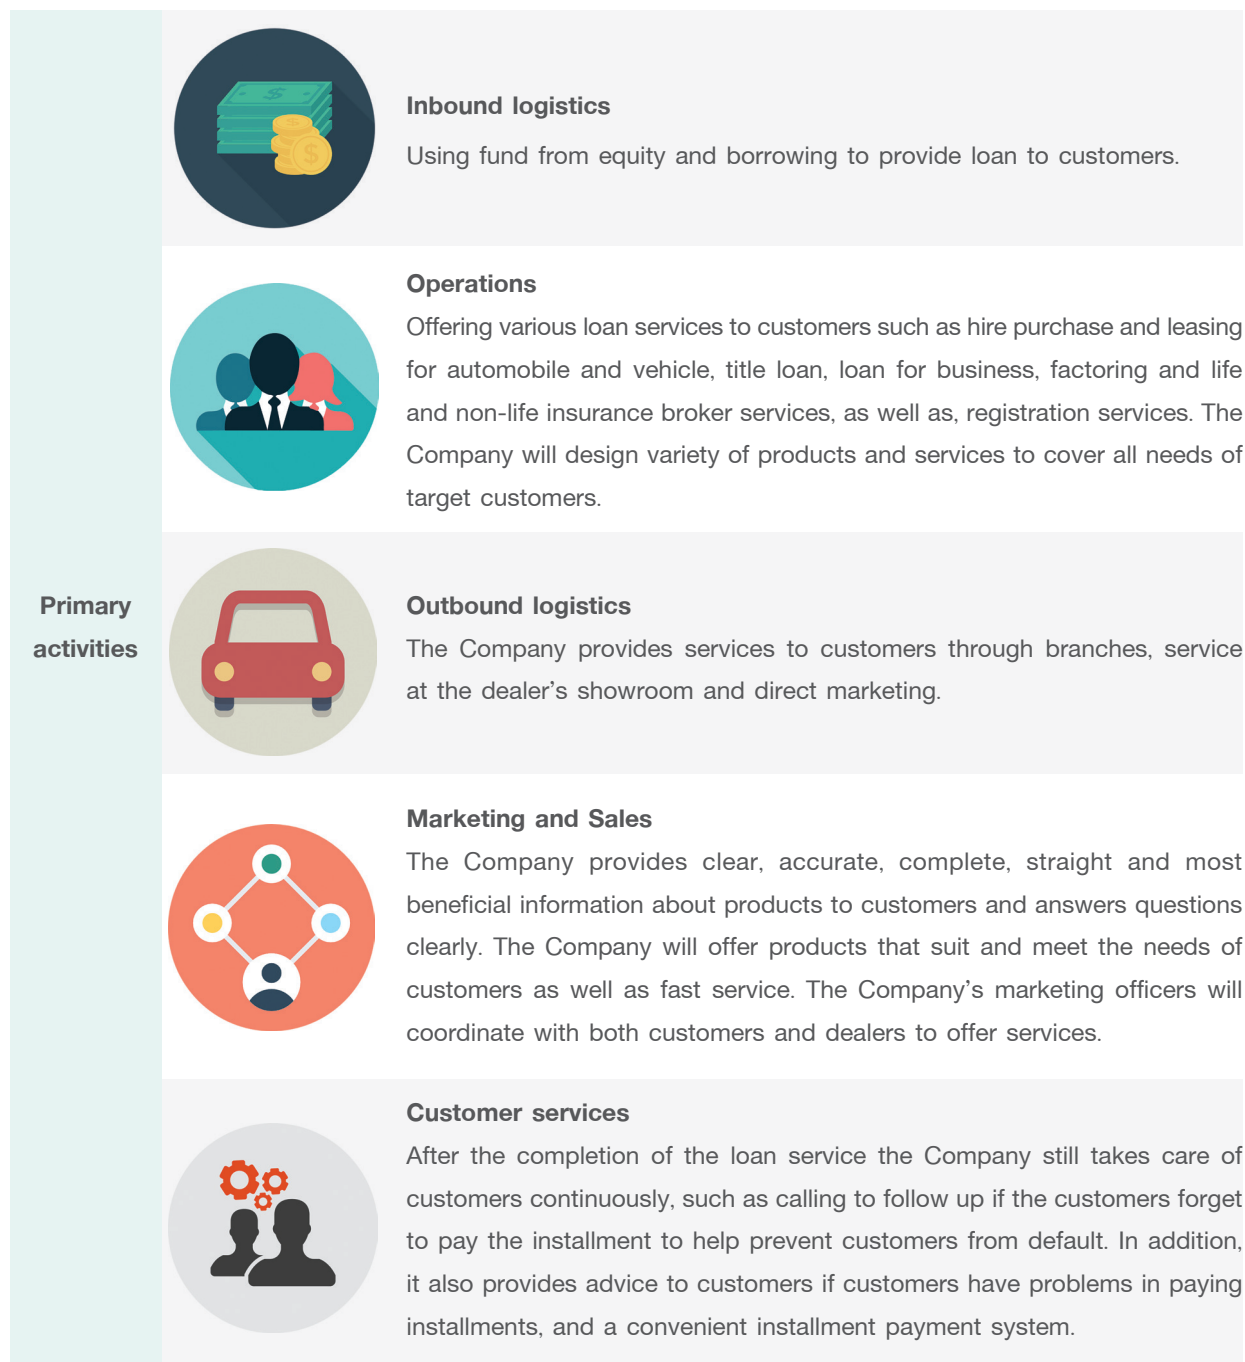 Inbound logistics
Using fund from equity and borrowing to provide loan to customers.
Operations
Offering various loan services to customers such as hire purchase and leasing
for automobile and vehicle, title loan, loan for business, factoring and life
and non-life insurance broker services, as well as, registration services. The
Company will design variety of products and services to cover all needs of
target customers.
Primary
activities
Outbound logistics
The Company provides services to customers through branches, service
at the dealer’s showroom and direct marketing.
Marketing and Sales
The Company provides clear, accurate, complete, straight and most
beneficial information about products to customers and answers questions
clearly. The Company will offer products that suit and meet the needs of
customers as well as fast service. The Company’s marketing officers will
coordinate with both customers and dealers to offer services.
Customer services
After the completion of the loan service the Company still takes care of
customers continuously, such as calling to follow up if the customers forget
to pay the installment to help prevent customers from default. In addition,
it also provides advice to customers if customers have problems in paying
installments, and a convenient installment payment system.